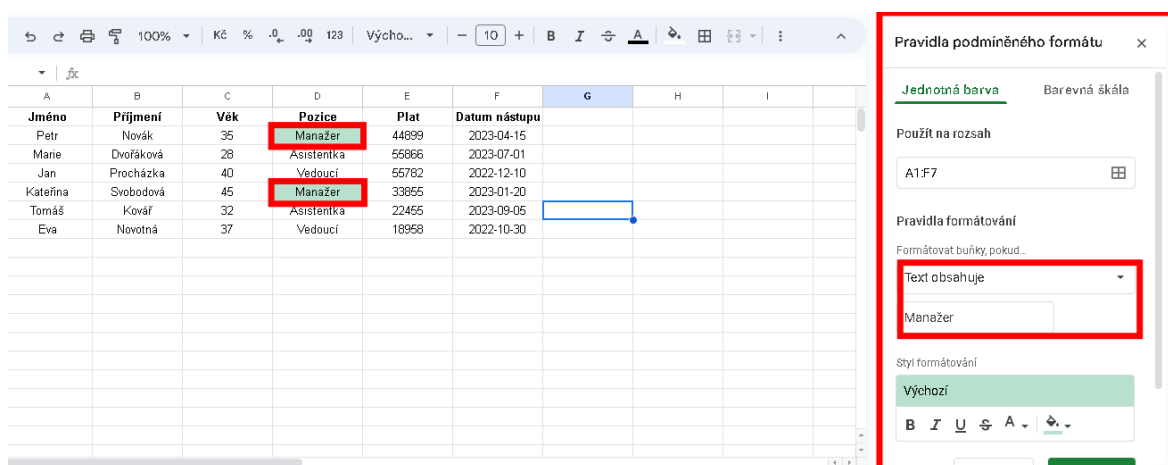 100% Kč % .0 .00 123 Výcho... 10 B I A
Pravidla podmíněného formátu
fx
A B C D E F G H I
Jednotná barva Barevná škála
Jméno Příjmení Věk Pozice Plat Datum nástupu
Petr Novák 35 Manažer 44899 2023-04-15
Použít na rozsah
Marie Dvořáková 28 Asistentka 55866 2023-07-01
Jan Procházka 40 Vedoucí 55782 2022-12-10
A1:F7
Kateřina Svobodová 45 Manažer 33855 2023-01-20
Tomáš Kovář 32 Asistentka 22455 2023-09-05
Eva Novotná 37 Vedoucí 18958 2022-10-30
Pravidla formátování
Formátovat buňky, pokud...
Text obsahuje
Manažer
Styl formátování
Výchozí
B I U S A